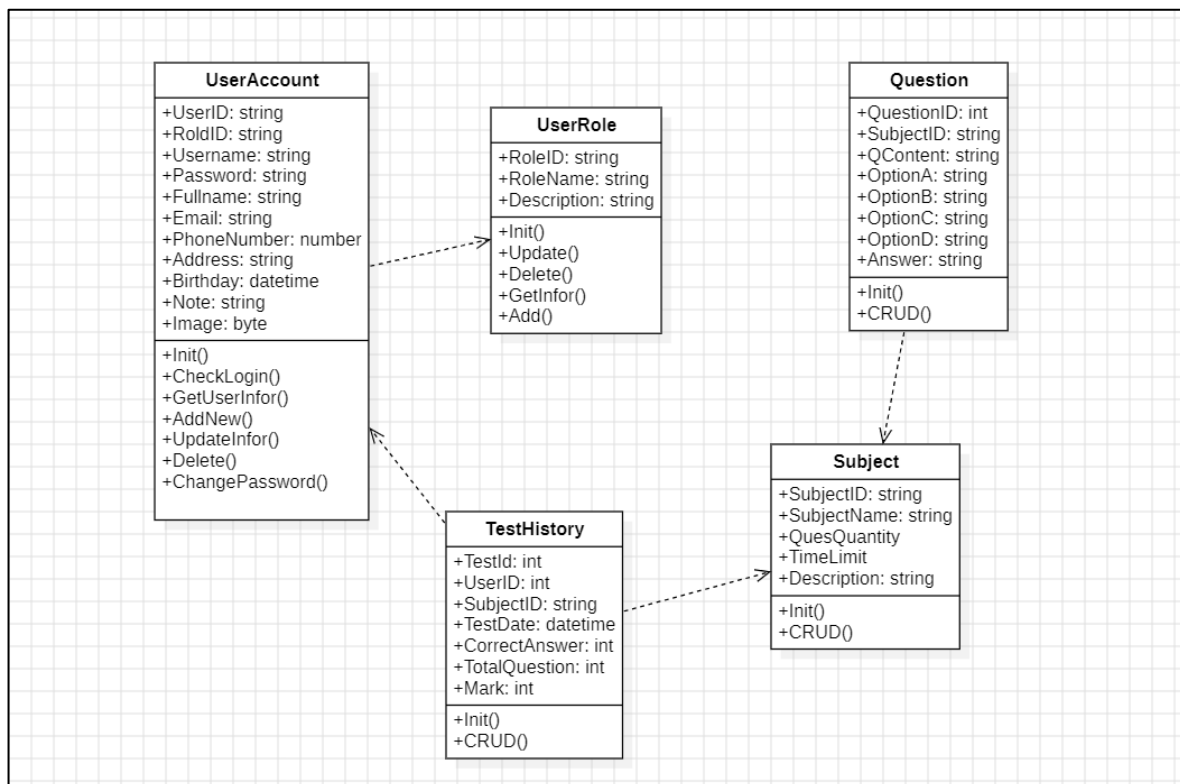 UserAccount
+UserID: string
+RoldID: string
+Username: string
+Password: string
+Fullname: string
+Email: string
+PhoneNumber: number
+Address: string
+Birthday: datetime
+Note: string
+Image: byte
+Init()
+CheckLogin()
+GetUserInfor()
+AddNew()
+UpdateInfor()
+Delete()
+ChangePassword()
UserRole
+RoleID: string
+RoleName: string
+Description: string
+Init()
+Update()
+Delete()
+GetInfor()
+Add()
Question
+QuestionID: int
+SubjectID: string
+QContent: string
+OptionA: string
+OptionB: string
+OptionC: string
+OptionD: string
+Answer: string
+Init()
+CRUD()
TestHistory
+TestId: int
+UserID: int
+SubjectID: string
+TestDate: datetime
+CorrectAnswer: int
+TotalQuestion: int
+Mark: int
+Init()
+CRUD()
Subject
+SubjectID: string
+SubjectName: string
+QuesQuantity
+TimeLimit
+Description: string
+Init()
+CRUD()